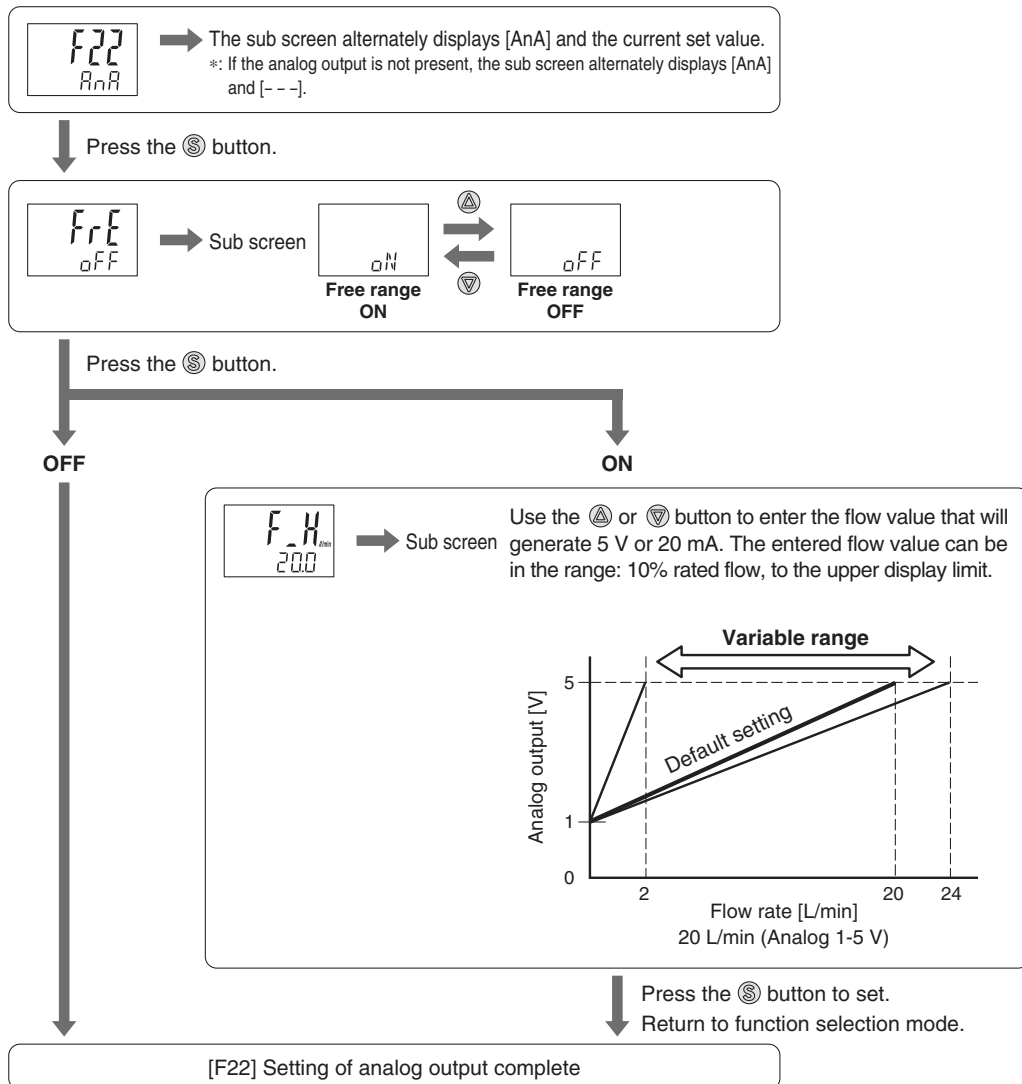 F22
AnA
The sub screen alternately displays [AnA] and the current set value.
*: If the analog output is not present, the sub screen alternately displays [AnA]
and [– – –].
Press the Ⓢ button.
FrE
oFF
Sub screen
oN
oFF
Free range
ON
Free range
OFF
Press the Ⓢ button.
OFF
ON
F_H
20.0
Sub screen
Use the △ or ▽ button to enter the flow value that will
generate 5 V or 20 mA. The entered flow value can be
in the range: 10% rated flow, to the upper display limit.
Variable range
Analog output [V]
5
1
0
Default setting
2
20
24
Flow rate [L/min]
20 L/min (Analog 1-5 V)
Press the Ⓢ button to set.
Return to function selection mode.
[F22] Setting of analog output complete